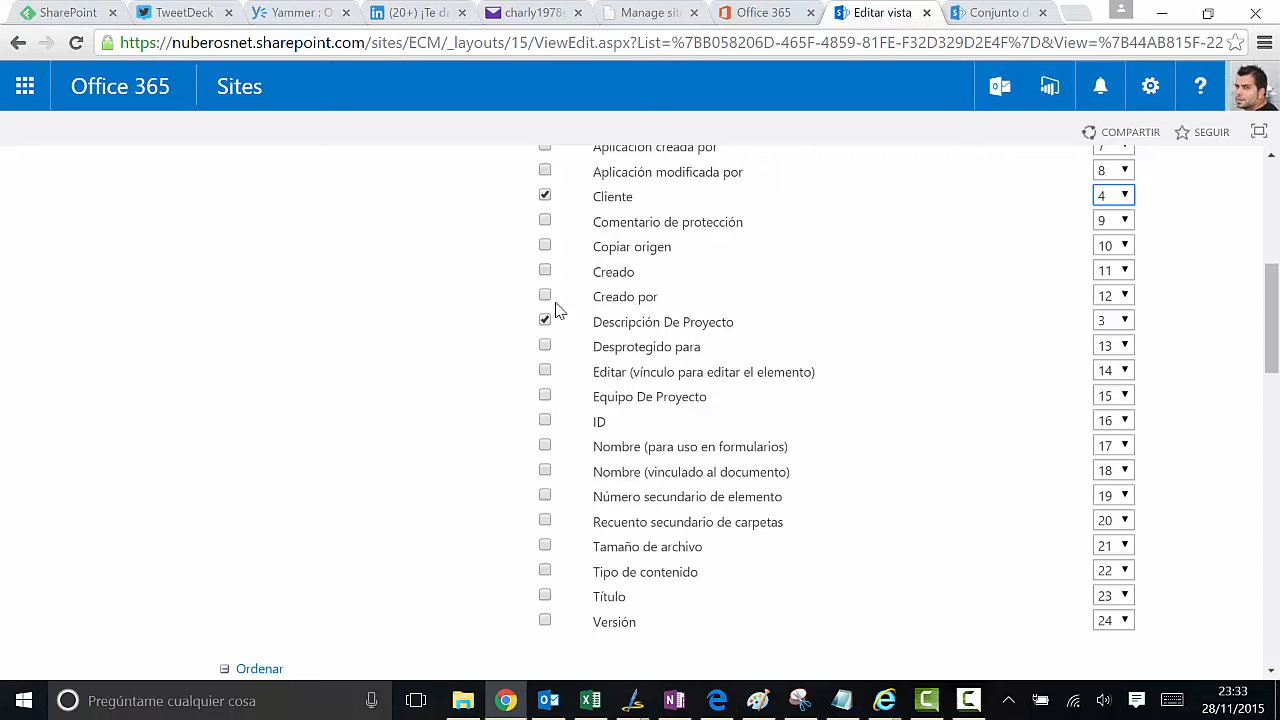 SharePoint
TweetDeck
Yammer : O
(20+) ¡Te da
charly1978
Manage site
Office 365
Editar vista
Conjunto de
https://nuberosnet.sharepoint.com/sites/ECM/_layouts/15/ViewEdit.aspx?List=%7BB058206D-465F-4859-81FE-F32D329D2E4F%7D&View=%7B44AB815F-22
Office 365
Sites
?
COMPARTIR
SEGUIR
Aplicación creada por 7
Aplicación modificada por 8
Cliente 4
Comentario de protección 9
Copiar origen 10
Creado 11
Creado por 12
Descripción De Proyecto 3
Desprotegido para 13
Editar (vínculo para editar el elemento) 14
Equipo De Proyecto 15
ID 16
Nombre (para uso en formularios) 17
Nombre (vinculado al documento) 18
Número secundario de elemento 19
Recuento secundario de carpetas 20
Tamaño de archivo 21
Tipo de contenido 22
Título 23
Versión 24
Ordenar
Pregúntame cualquier cosa
23:33
28/11/2015